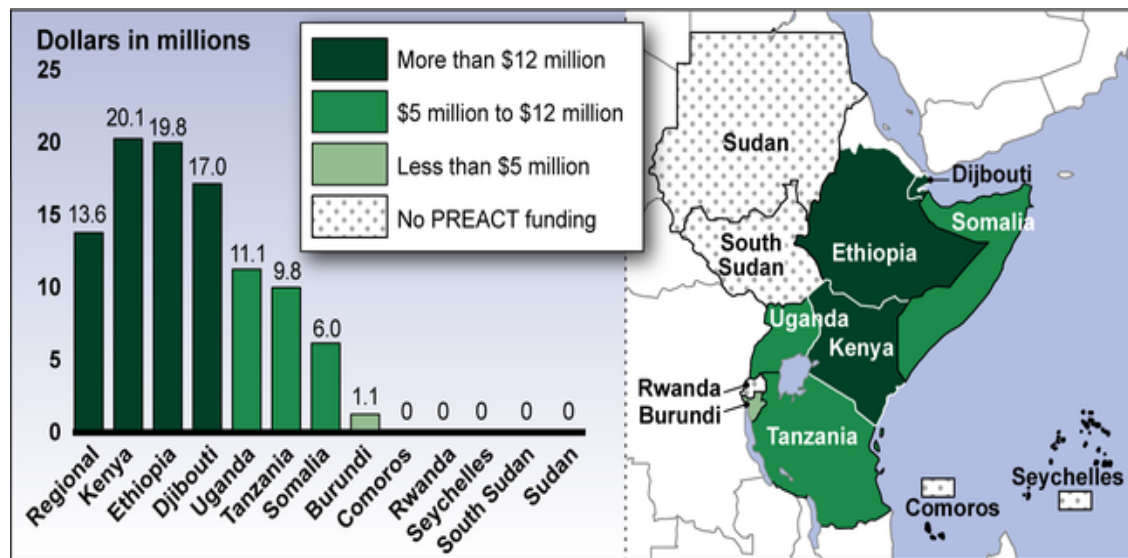 Dollars in millions
25
20
15
10
5
0
13.6
20.1
19.8
17.0
11.1
9.8
6.0
1.1
0
0
0
0
0
Regional
Kenya
Ethiopia
Djibouti
Uganda
Tanzania
Somalia
Burundi
Comoros
Rwanda
Seychelles
South Sudan
Sudan
More than $12 million
$5 million to $12 million
Less than $5 million
No PREACT funding
Sudan
Dijbouti
Somalia
South
Sudan
Ethiopia
Uganda
Kenya
Rwanda
Burundi
Tanzania
Seychelles
Comoros